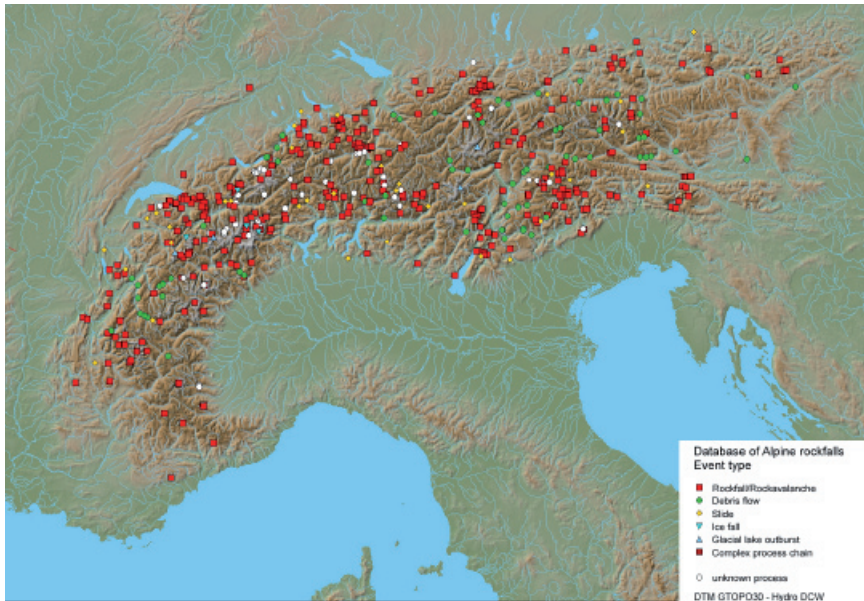 Database of Alpine rockfalls
Event type
Rockfall/Rockavalanche
Debris flow
Slide
Ice fall
Glacial lake outburst
Complex process chain
unknown process
DTM GTOPO30 - Hydro DCW